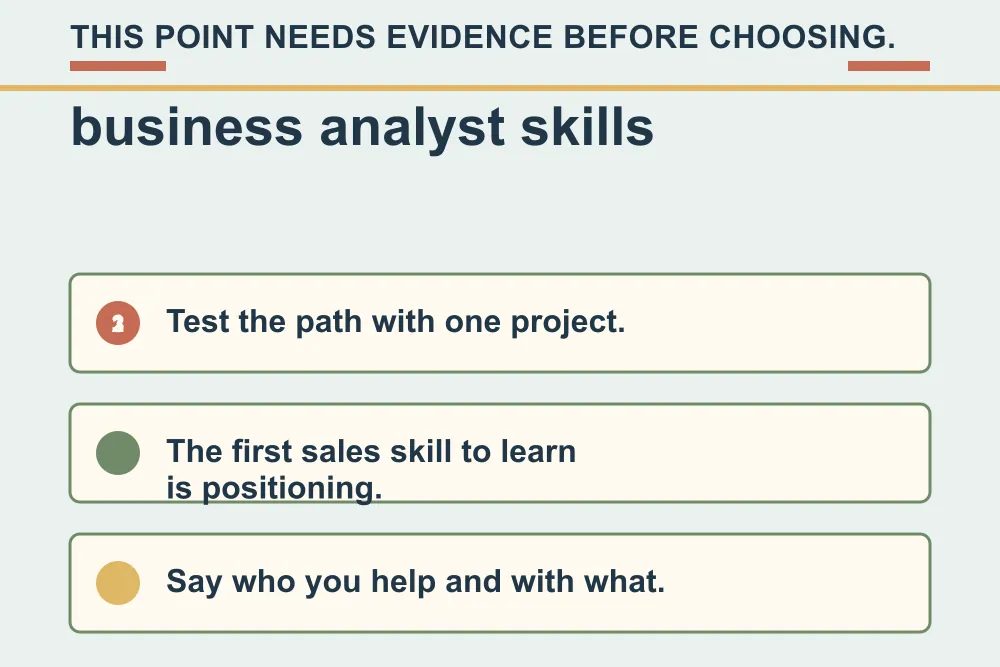 THIS POINT NEEDS EVIDENCE BEFORE CHOOSING.
business analyst skills
Test the path with one project.
The first sales skill to learn
is positioning.
Say who you help and with what.